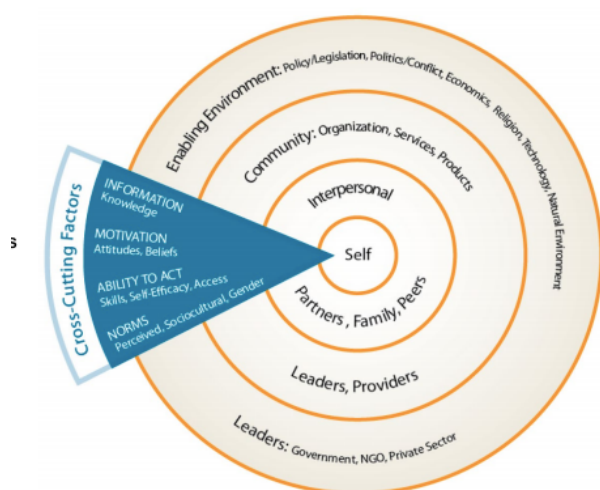 Enabling Environment: Policy/Legislation, Politics/Conflict, Economics, Religion, Technology, Natural Environment
Community: Organization, Services, Products
Interpersonal
Self
Partners, Family, Peers
Leaders, Providers
Leaders: Government, NGO, Private Sector
Cross-Cutting Factors
INFORMATION
Knowledge
MOTIVATION
Attitudes, Beliefs
ABILITY TO ACT
Skills, Self-Efficacy, Access
NORMS
Perceived, Sociocultural, Gender
s